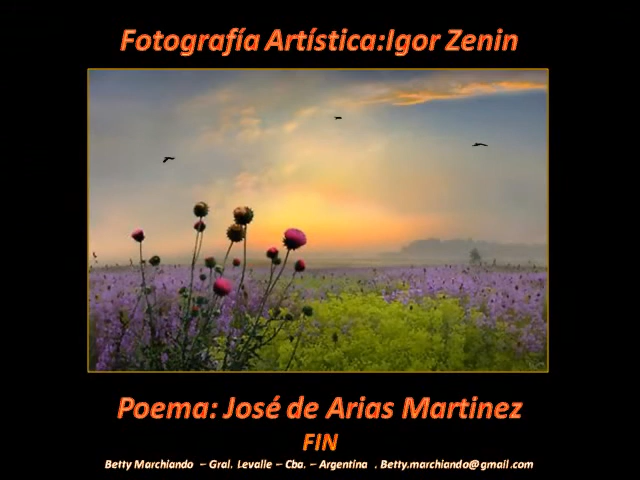 Fotografía Artística:Igor Zenin
Poema: José de Arias Martinez
FIN
Betty Marchiando – Gral. Levalle – Cba. – Argentina . Betty.marchiando@gmail.com